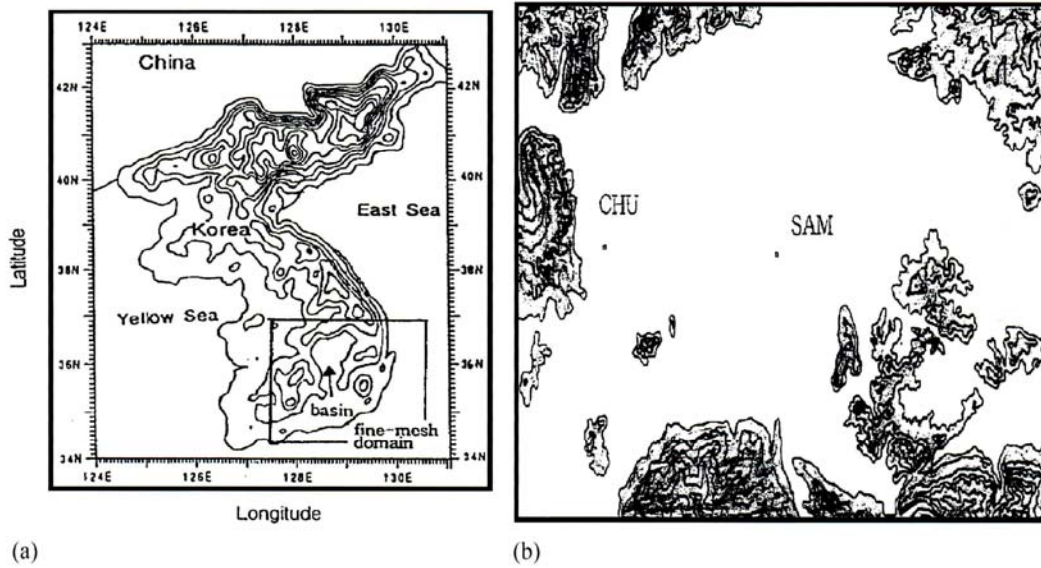 124E 126E 128E 130E
China
42N 42N
40N 40N
East Sea
Korea
38N 38N
Yellow Sea
36N 36N
basin
fine-mesh
domain
34N 34N
124E 126E 128E 130E
Latitude
Longitude
(a)
CHU
SAM
(b)